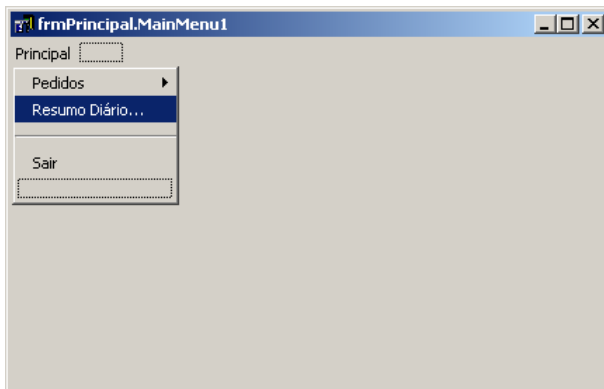 frmPrincipal.MainMenu1
Principal
Pedidos
Resumo Diário...
Sair